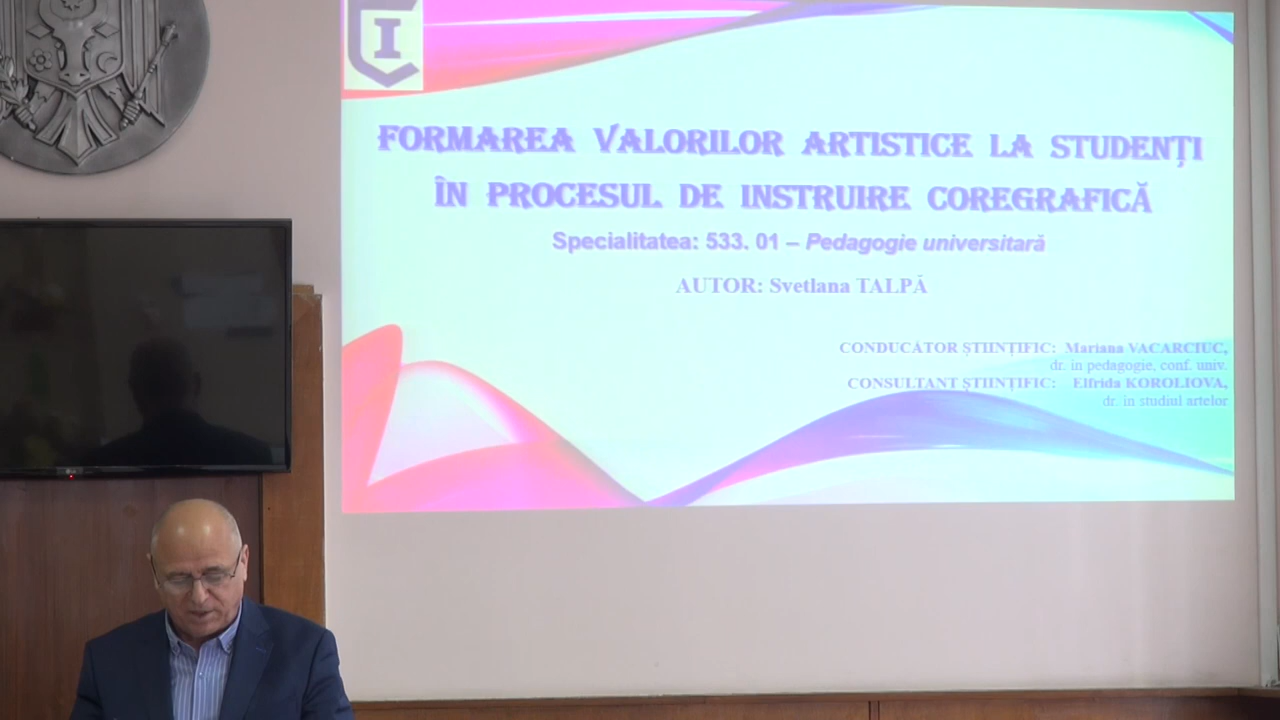 FORMAREA VALORILOR ARTISTICE LA STUDENȚI
ÎN PROCESUL DE INSTRUIRE COREGRAFICĂ
Specialitatea: 533. 01 – Pedagogie universitară
AUTOR: Svetlana TALPĂ
CONDUCĂTOR ȘTIINȚIFIC: Mariana VACARCIUC,
dr. în pedagogie, conf. univ.
CONSULTANT ȘTIINȚIFIC: Elfrida KOROLIOVA,
dr. în studiul artelor